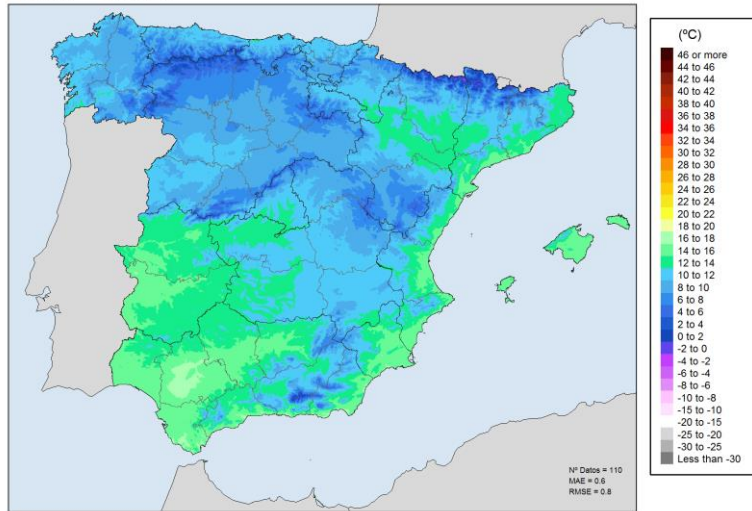 (ºC)
46 or more
44 to 46
42 to 44
40 to 42
38 to 40
36 to 38
34 to 36
32 to 34
30 to 32
28 to 30
26 to 28
24 to 26
22 to 24
20 to 22
18 to 20
16 to 18
14 to 16
12 to 14
10 to 12
8 to 10
6 to 8
4 to 6
2 to 4
0 to 2
-2 to 0
-4 to -2
-6 to -4
-8 to -6
-10 to -8
-15 to -10
-20 to -15
-25 to -20
-30 to -25
Less than -30
Nº Datos = 110
MAE = 0.6
RMSE = 0.8